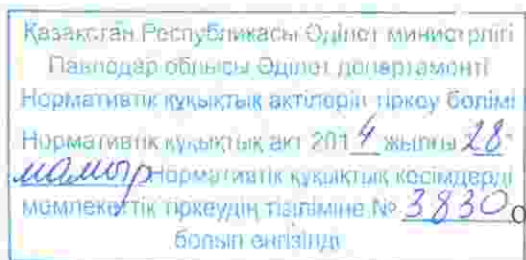 Қазақстан Республикасы Әділет министрлігі
Павлодар облысы Әділет департаменті
Нормативтік құқықтық актілерін тіркеу бөлімі
Нормативтік құқықтық акт 2014 жылғы 28
мамыр Нормативтік құқықтық кесімдерді
мемлекеттік тіркеудің тізіліміне № 3830
болып енгізінді